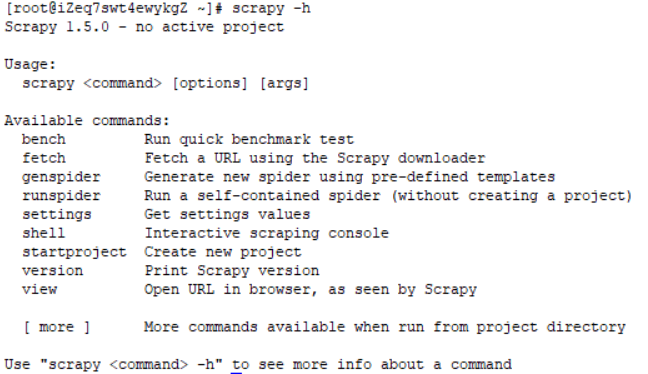 [root@iZeq7swt4ewykgZ ~]# scrapy -h
Scrapy 1.5.0 - no active project
Usage:
scrapy <command> [options] [args]
Available commands:
bench Run quick benchmark test
fetch Fetch a URL using the Scrapy downloader
genspider Generate new spider using pre-defined templates
runspider Run a self-contained spider (without creating a project)
settings Get settings values
shell Interactive scraping console
startproject Create new project
version Print Scrapy version
view Open URL in browser, as seen by Scrapy
[ more ] More commands available when run from project directory
Use "scrapy <command> -h" to see more info about a command